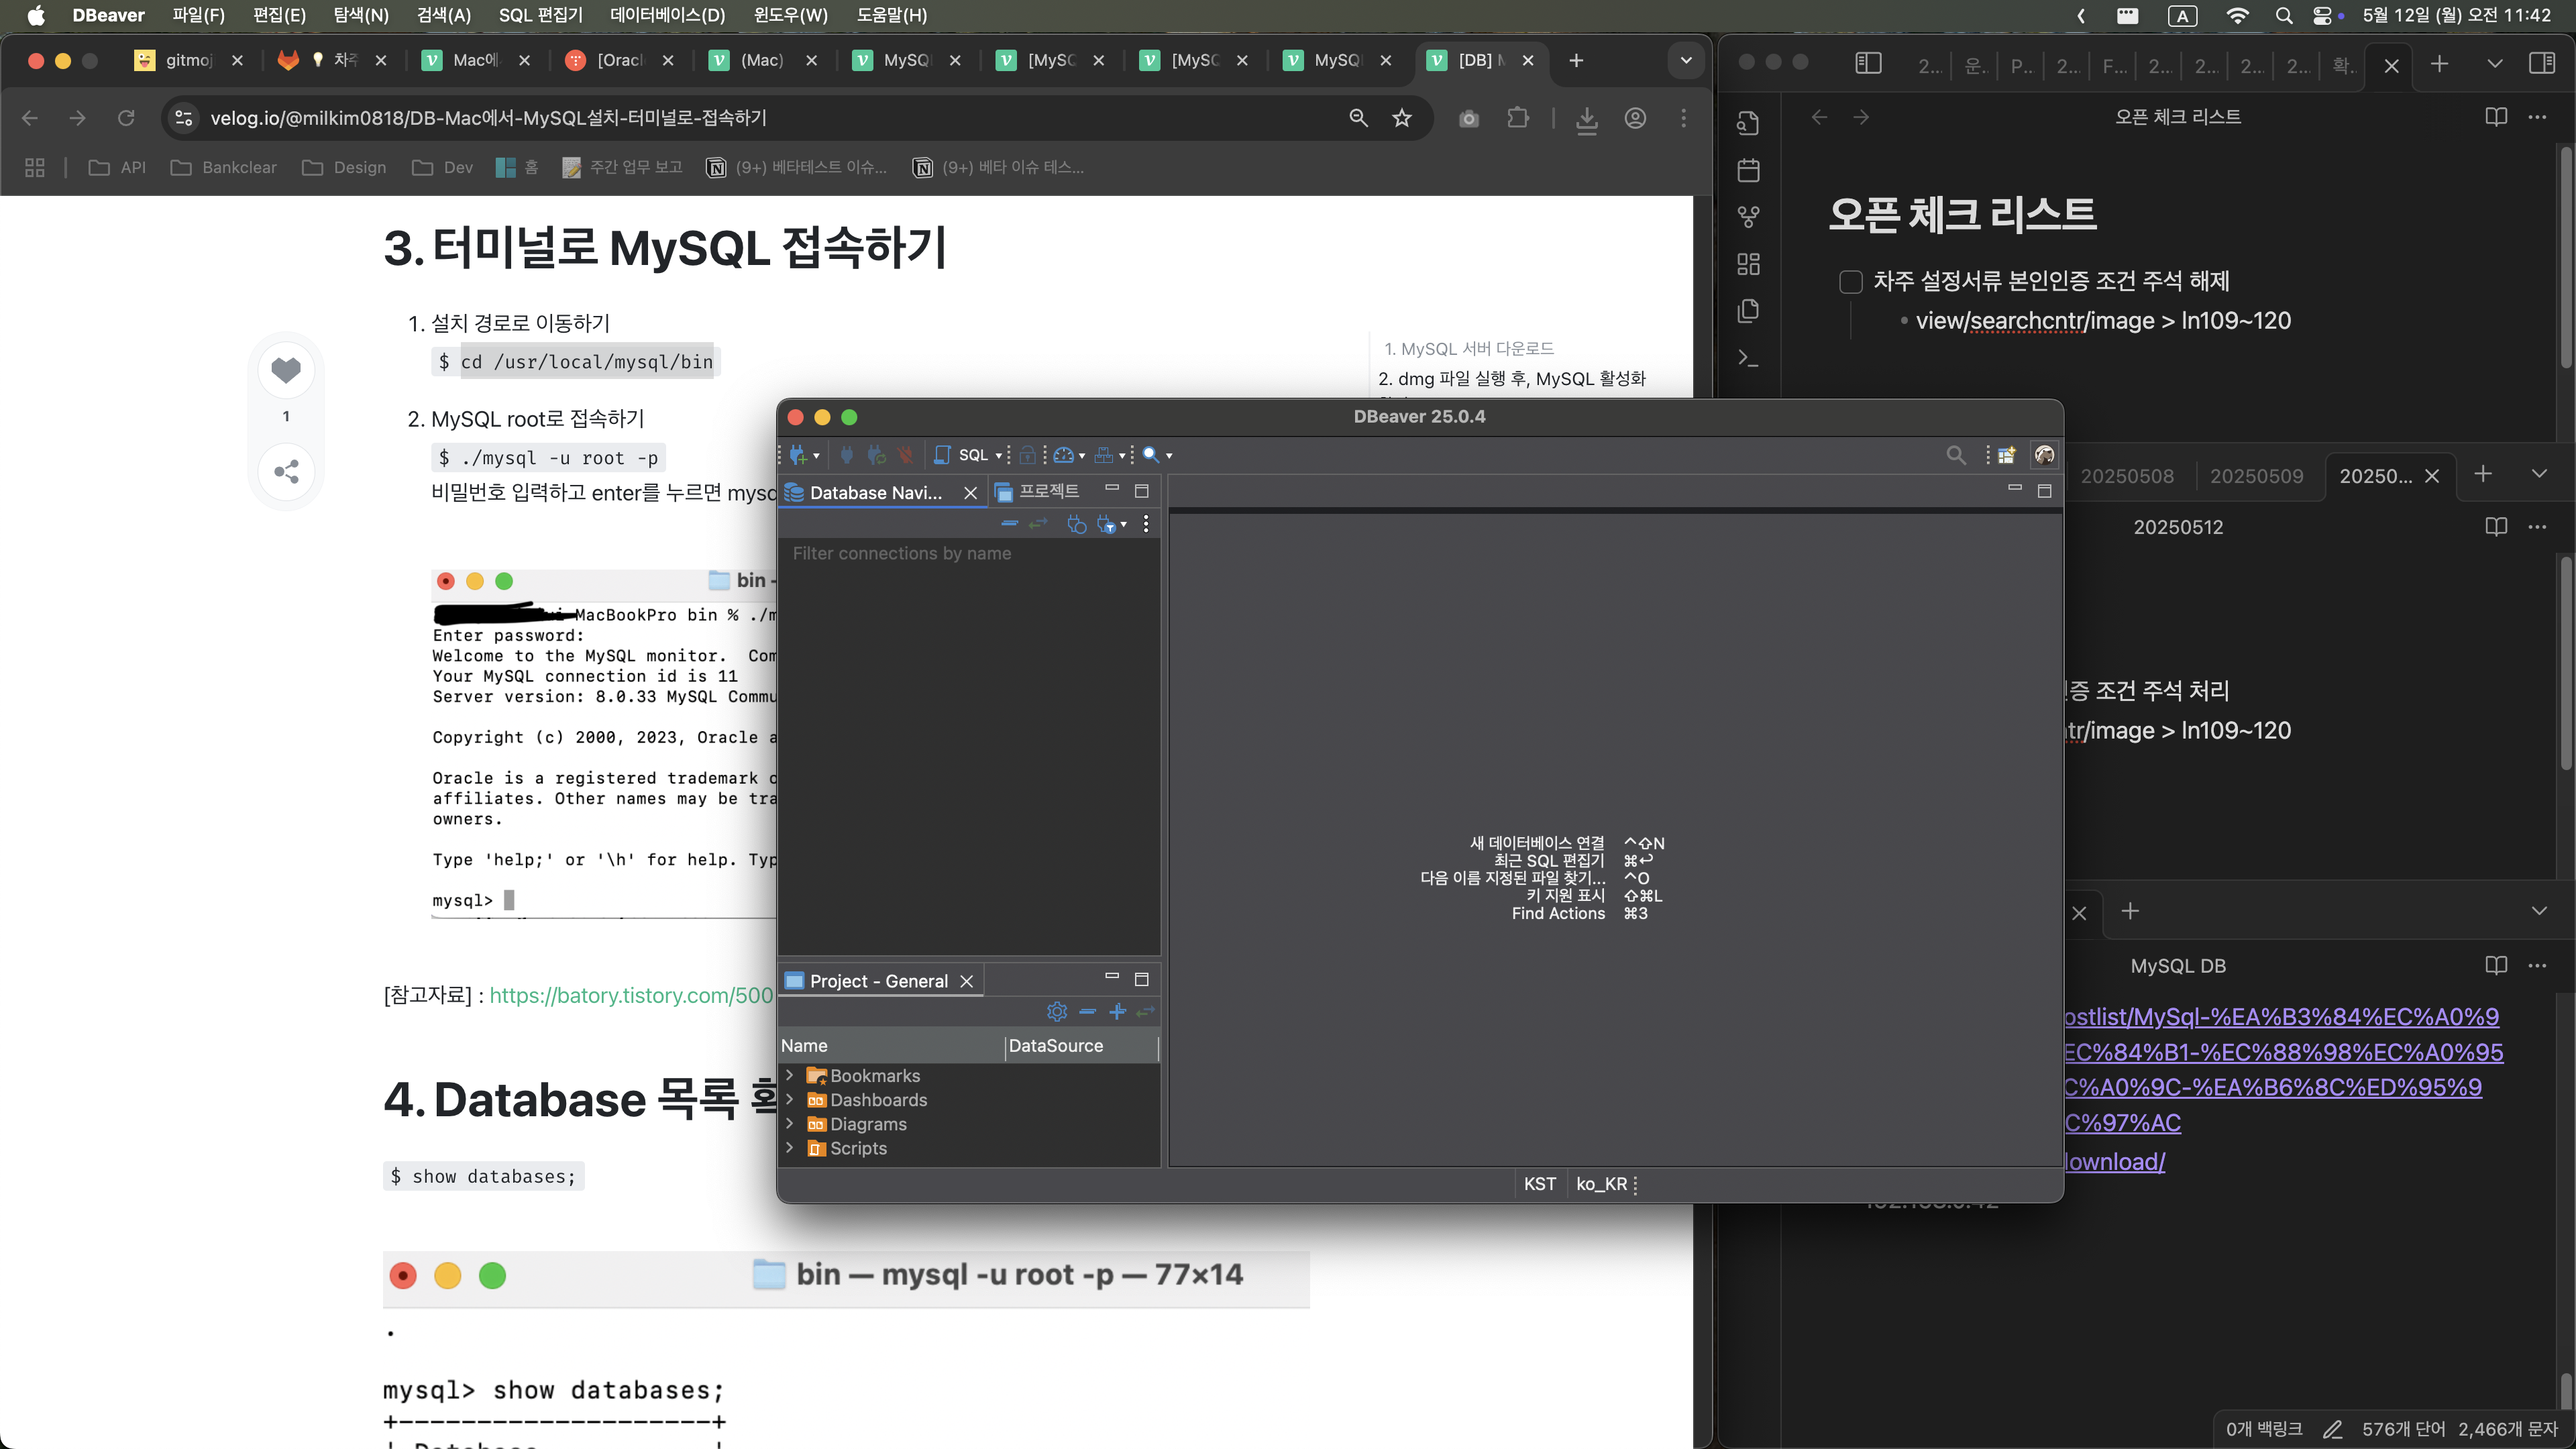 DBeaver 파일(F) 편집(E) 탐색(N) 검색(A) SQL 편집기 데이터베이스(D) 윈도우(W) 도움말(H)
A 5월 12일 (월) 오전 11:42
gitmoj 차주 Mac에 [Oracl (Mac) MySQL [MySQ [MySQ MySQL [DB] M
velog.io/@milkim0818/DB-Mac에서-MySQL설치-터미널로-접속하기
API Bankclear Design Dev 홈 주간 업무 보고 (9+) 베타테스트 이슈... (9+) 베타 이슈 테스...
3. 터미널로 MySQL 접속하기
1. 설치 경로로 이동하기
$ cd /usr/local/mysql/bin
2. MySQL root로 접속하기
$ ./mysql -u root -p
비밀번호 입력하고 enter를 누르면 mysq
1
1. MySQL 서버 다운로드
2. dmg 파일 실행 후, MySQL 활성화
bin -
MacBookPro bin % ./m
Enter password:
Welcome to the MySQL monitor.  Com
Your MySQL connection id is 11
Server version: 8.0.33 MySQL Commu
Copyright (c) 2000, 2023, Oracle a
Oracle is a registered trademark o
affiliates. Other names may be tra
owners.
Type 'help;' or '\h' for help. Typ
mysql>
[참고자료] : https://batory.tistory.com/500
4. Database 목록 확
$ show databases;
bin — mysql -u root -p — 77×14
mysql> show databases;
+--------------------+
| Database |
DBeaver 25.0.4
SQL
Database Navi... 프로젝트
Filter connections by name
새 데이터베이스 연결 ^⇧N
최근 SQL 편집기 ⌘↩
다음 이름 지정된 파일 찾기... ^O
키 지원 표시 ⇧⌘L
Find Actions ⌘3
Project - General
Name DataSource
Bookmarks
Dashboards
Diagrams
Scripts
KST ko_KR
2... 운.. P... 2... F... 2... 2... 2... 2... 확..
오픈 체크 리스트
오픈 체크 리스트
차주 설정서류 본인인증 조건 주석 해제
view/searchcntr/image > ln109~120
20250508 20250509 20250...
20250512
인증 조건 주석 처리
tr/image > ln109~120
MySQL DB
ostlist/MySql-%EA%B3%84%EC%A0%9
EC%84%B1-%EC%88%98%EC%A0%95
C%A0%9C-%EA%B6%8C%ED%95%9
C%97%AC
download/
0개 백링크 576개 단어 2,466개 문자